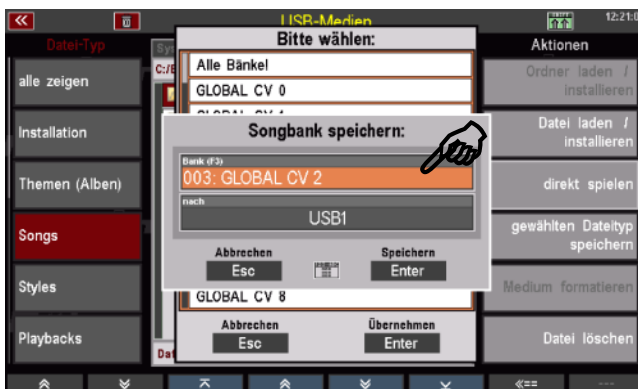 USB-Medien
12:21:0
Datei-Typ
alle zeigen
Installation
Themen (Alben)
Songs
Styles
Playbacks
Bitte wählen:
Alle Bänke!
GLOBAL CV 0
Songbank speichern:
Bank (F3)
003: GLOBAL CV 2
nach
USB1
Abbrechen
Esc
Speichern
Enter
GLOBAL CV 8
Abbrechen
Esc
Übernehmen
Enter
Aktionen
Ordner laden /
installieren
Datei laden /
installieren
direkt spielen
gewählten Dateityp
speichern
Medium formatieren
Datei löschen
C:/
Dat